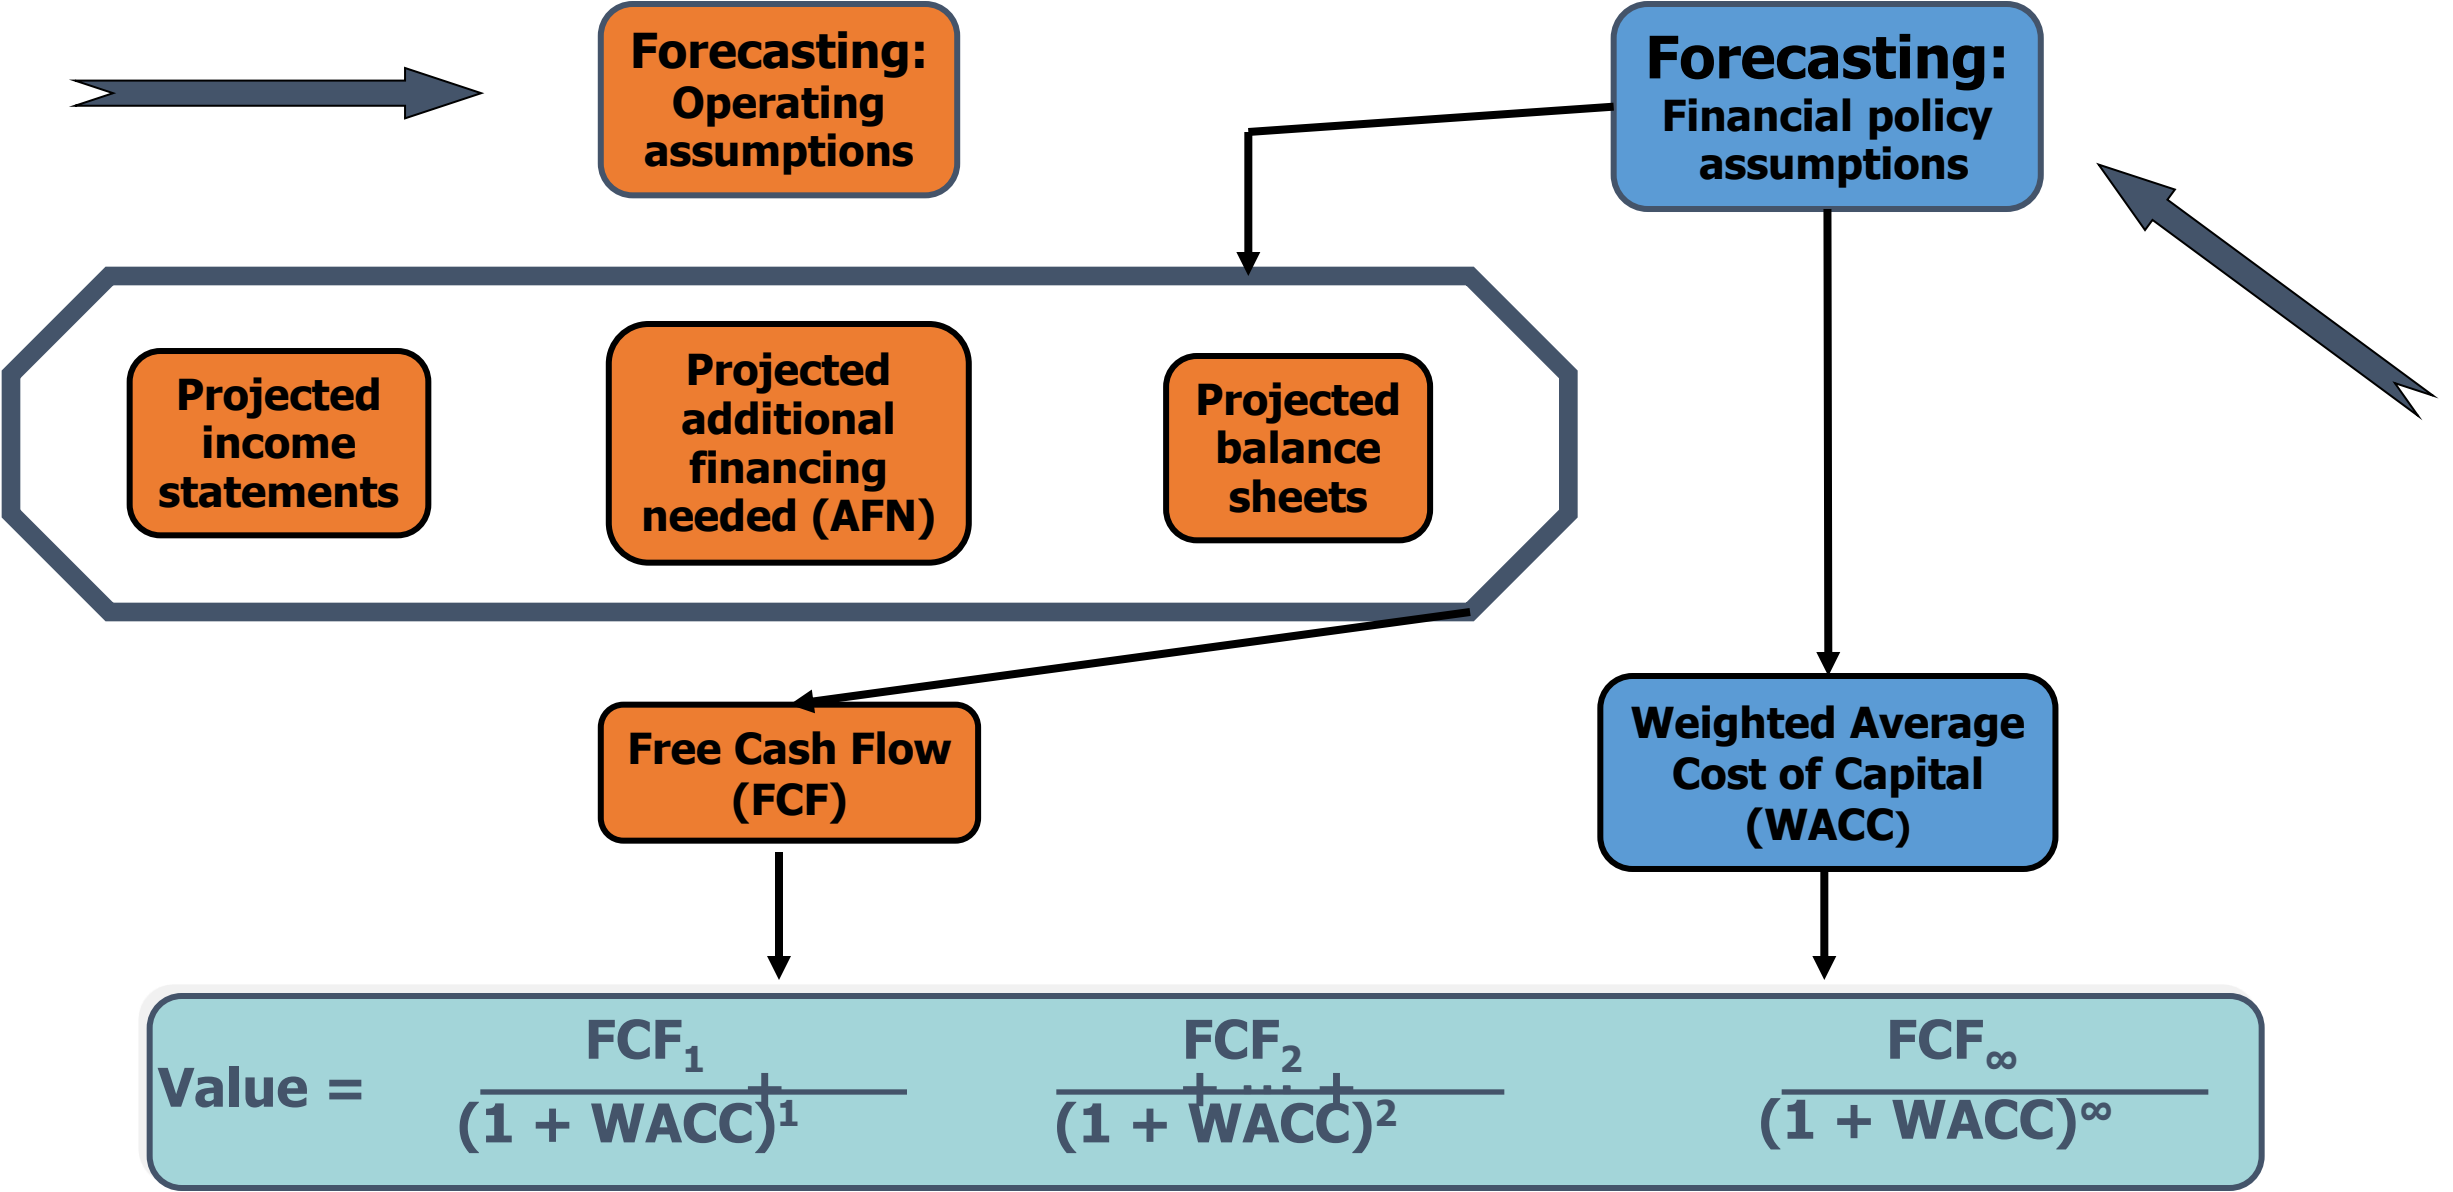 Forecasting:
Operating
assumptions
Forecasting:
Financial policy
assumptions
Projected
income
statements
Projected
additional
financing
needed (AFN)
Projected
balance
sheets
Free Cash Flow
(FCF)
Weighted Average
Cost of Capital
(WACC)
Value =
FCF₁
(1 + WACC)¹
+
FCF₂
(1 + WACC)²
+ ... +
FCF∞
(1 + WACC)∞